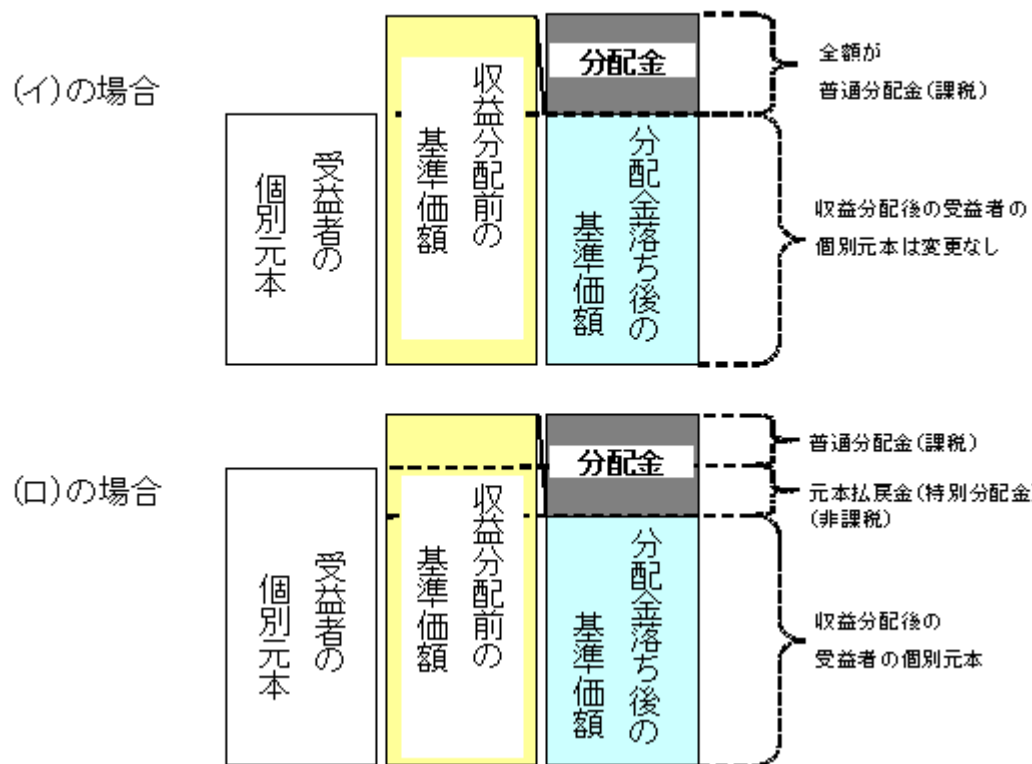 (イ)の場合
受益者の
個別元本
収益分配前の
基準価額
分配金
分配金落ち後の
基準価額
全額が
普通分配金(課税)
収益分配後の受益者の
個別元本は変更なし
(ロ)の場合
受益者の
個別元本
収益分配前の
基準価額
分配金
分配金落ち後の
基準価額
普通分配金(課税)
元本払戻金(特別分配金)
(非課税)
収益分配後の
受益者の個別元本